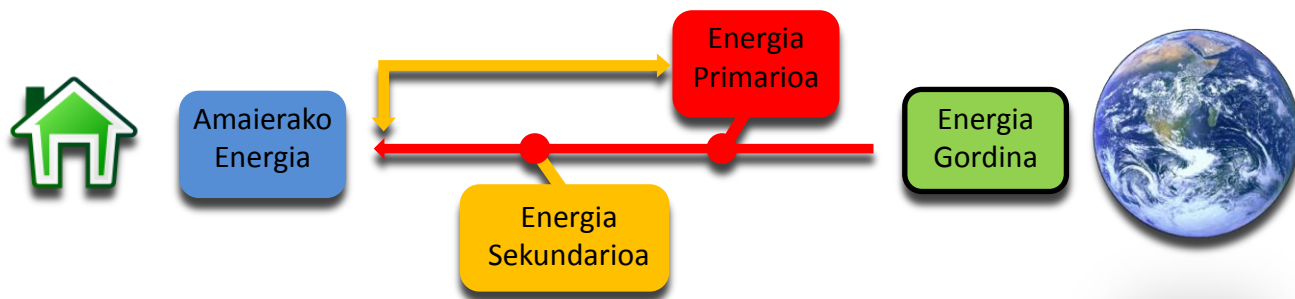 Energia
Primarioa
Amaierako
Energia
Energia
Gordina
Energia
Sekundarioa